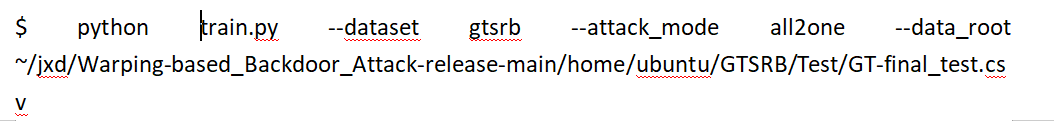 $ python train.py --dataset gtsrb --attack_mode all2one --data_root
~/jxd/Warping-based_Backdoor_Attack-release-main/home/ubuntu/GTSRB/Test/GT-final_test.cs
v